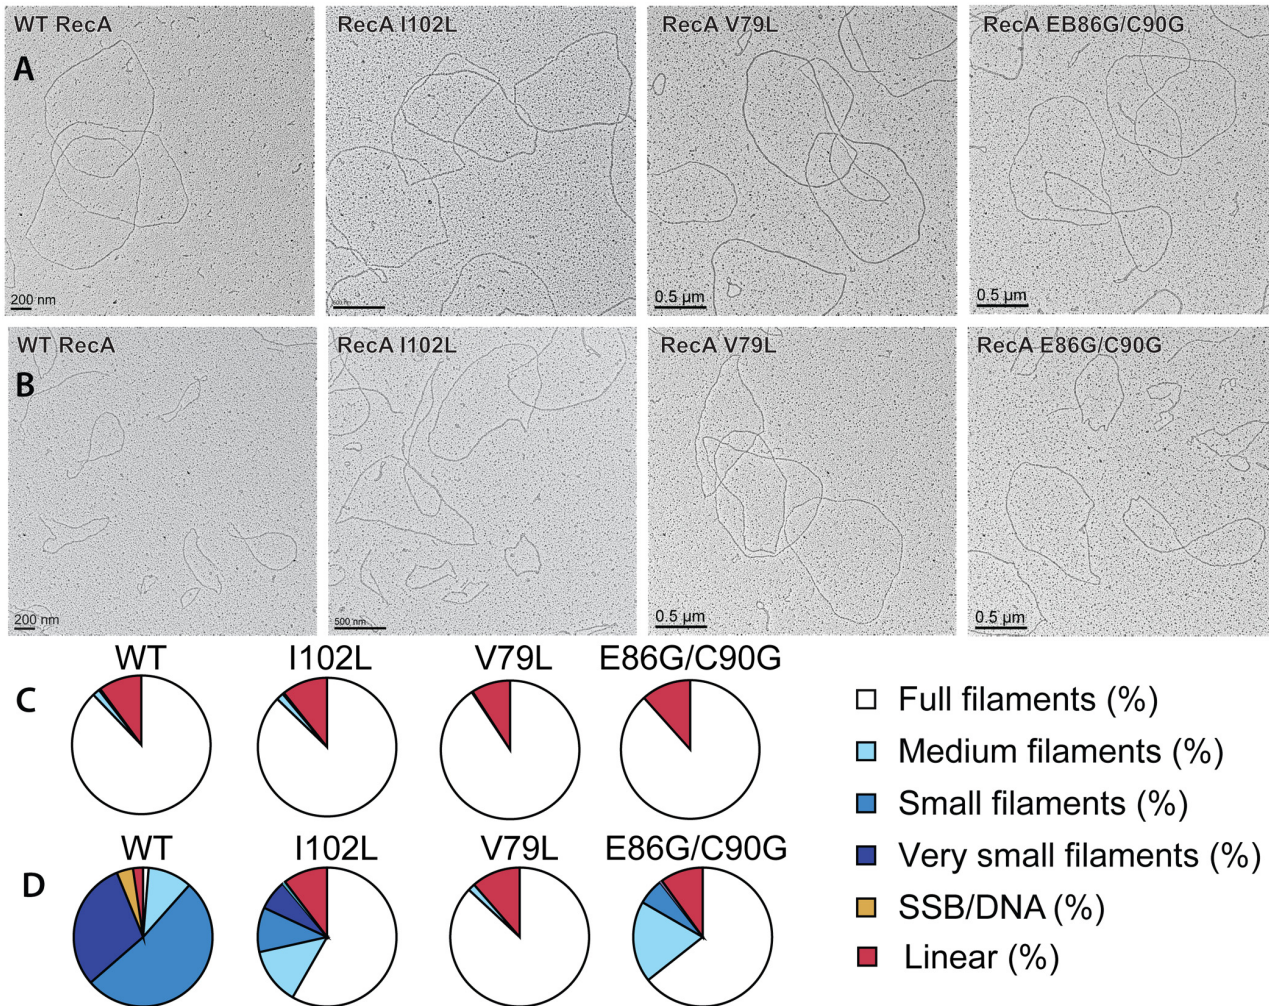 WT RecA
RecA I102L
RecA V79L
RecA EB86G/C90G
A
200 nm
0.5 µm
0.5 µm
WT RecA
RecA I102L
RecA V79L
RecA E86G/C90G
B
200 nm
500 nm
0.5 µm
0.5 µm
C
WT
I102L
V79L
E86G/C90G
D
WT
I102L
V79L
E86G/C90G
Full filaments (%)
Medium filaments (%)
Small filaments (%)
Very small filaments (%)
SSB/DNA (%)
Linear (%)